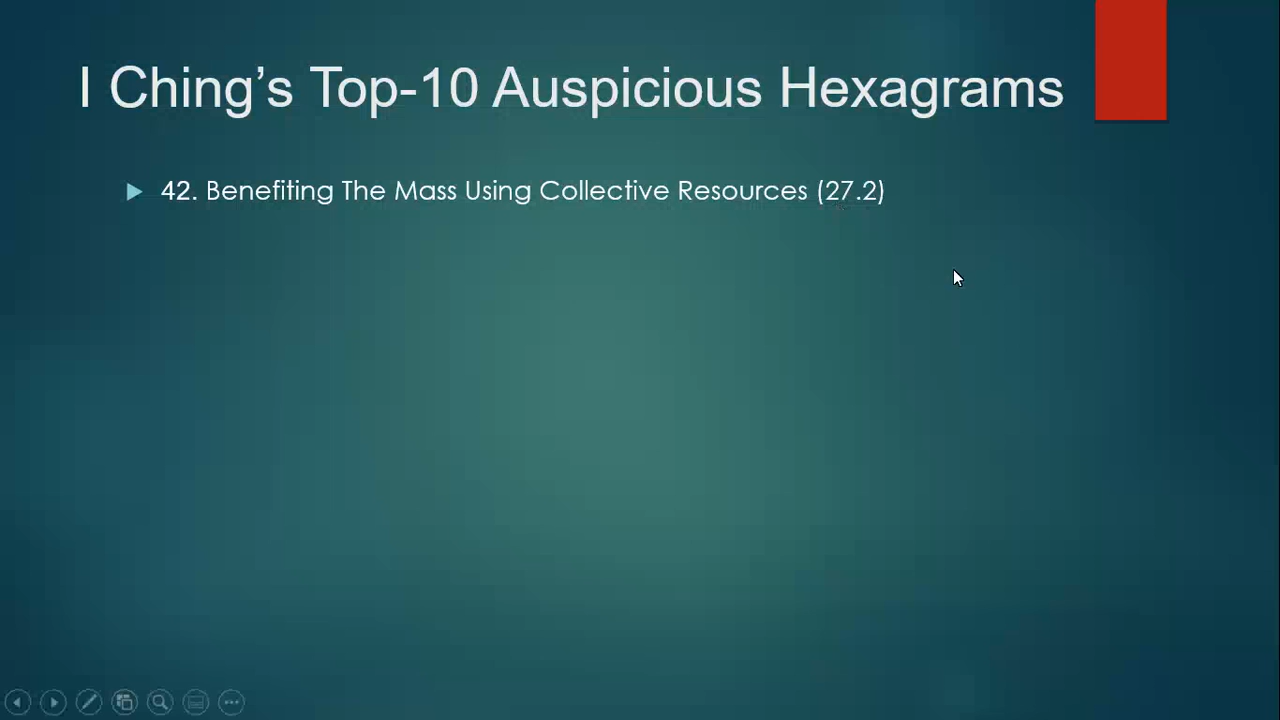 I Ching’s Top-10 Auspicious Hexagrams
42. Benefiting The Mass Using Collective Resources (27.2)